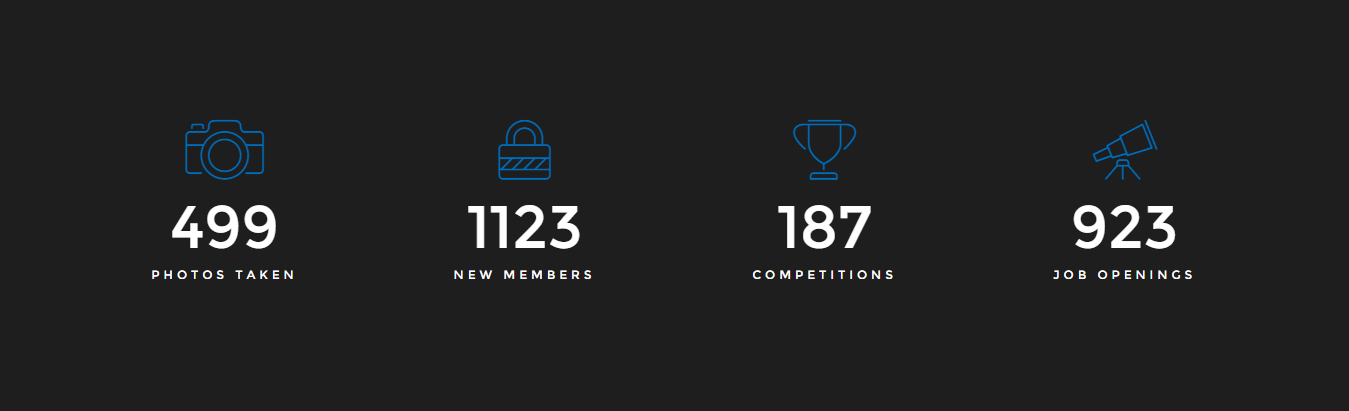 499
PHOTOS TAKEN
1123
NEW MEMBERS
187
COMPETITIONS
923
JOB OPENINGS